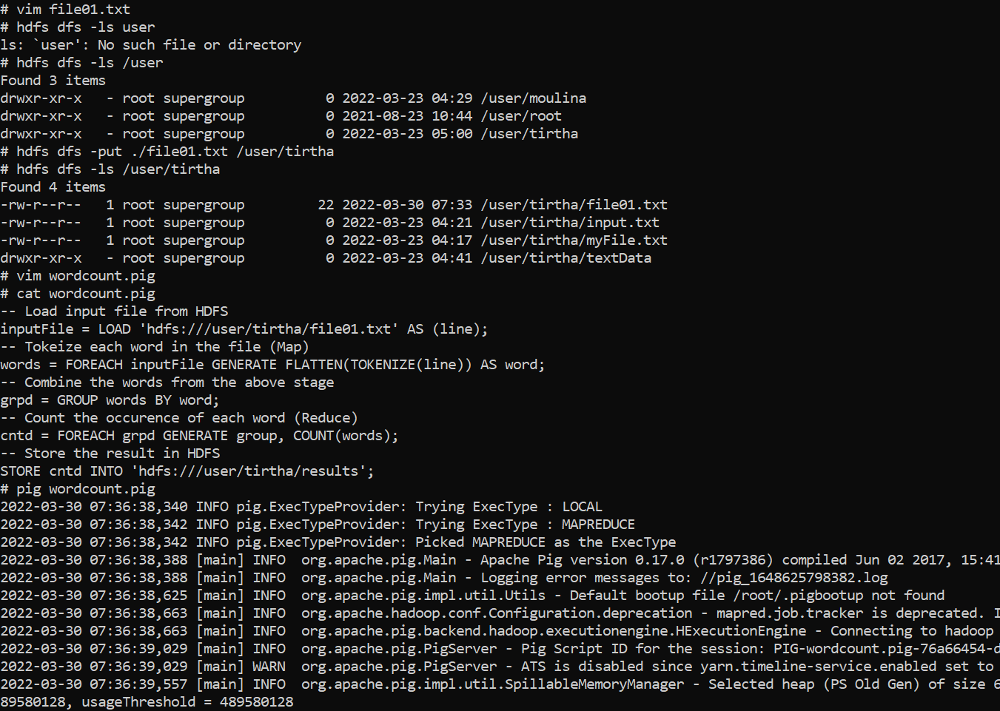 # vim file01.txt
# hdfs dfs -ls user
ls: `user': No such file or directory
# hdfs dfs -ls /user
Found 3 items
drwxr-xr-x   - root supergroup          0 2022-03-23 04:29 /user/moulina
drwxr-xr-x   - root supergroup          0 2021-08-23 10:44 /user/root
drwxr-xr-x   - root supergroup          0 2022-03-23 05:00 /user/tirtha
# hdfs dfs -put ./file01.txt /user/tirtha
# hdfs dfs -ls /user/tirtha
Found 4 items
-rw-r--r--   1 root supergroup         22 2022-03-30 07:33 /user/tirtha/file01.txt
-rw-r--r--   1 root supergroup          0 2022-03-23 04:21 /user/tirtha/input.txt
-rw-r--r--   1 root supergroup          0 2022-03-23 04:17 /user/tirtha/myFile.txt
drwxr-xr-x   - root supergroup          0 2022-03-23 04:41 /user/tirtha/textData
# vim wordcount.pig
# cat wordcount.pig
-- Load input file from HDFS
inputFile = LOAD 'hdfs:///user/tirtha/file01.txt' AS (line);
-- Tokeize each word in the file (Map)
words = FOREACH inputFile GENERATE FLATTEN(TOKENIZE(line)) AS word;
-- Combine the words from the above stage
grpd = GROUP words BY word;
-- Count the occurence of each word (Reduce)
cntd = FOREACH grpd GENERATE group, COUNT(words);
-- Store the result in HDFS
STORE cntd INTO 'hdfs:///user/tirtha/results';
# pig wordcount.pig
2022-03-30 07:36:38,340 INFO pig.ExecTypeProvider: Trying ExecType : LOCAL
2022-03-30 07:36:38,342 INFO pig.ExecTypeProvider: Trying ExecType : MAPREDUCE
2022-03-30 07:36:38,342 INFO pig.ExecTypeProvider: Picked MAPREDUCE as the ExecType
2022-03-30 07:36:38,388 [main] INFO  org.apache.pig.Main - Apache Pig version 0.17.0 (r1797386) compiled Jun 02 2017, 15:41
2022-03-30 07:36:38,388 [main] INFO  org.apache.pig.Main - Logging error messages to: //pig_1648625798382.log
2022-03-30 07:36:38,625 [main] INFO  org.apache.pig.impl.util.Utils - Default bootup file /root/.pigbootup not found
2022-03-30 07:36:38,663 [main] INFO  org.apache.hadoop.conf.Configuration.deprecation - mapred.job.tracker is deprecated. I
2022-03-30 07:36:38,663 [main] INFO  org.apache.pig.backend.hadoop.executionengine.HExecutionEngine - Connecting to hadoop
2022-03-30 07:36:39,029 [main] INFO  org.apache.pig.PigServer - Pig Script ID for the session: PIG-wordcount.pig-76a66454-d
2022-03-30 07:36:39,029 [main] WARN  org.apache.pig.PigServer - ATS is disabled since yarn.timeline-service.enabled set to
2022-03-30 07:36:39,557 [main] INFO  org.apache.pig.impl.util.SpillableMemoryManager - Selected heap (PS Old Gen) of size 6
89580128, usageThreshold = 489580128